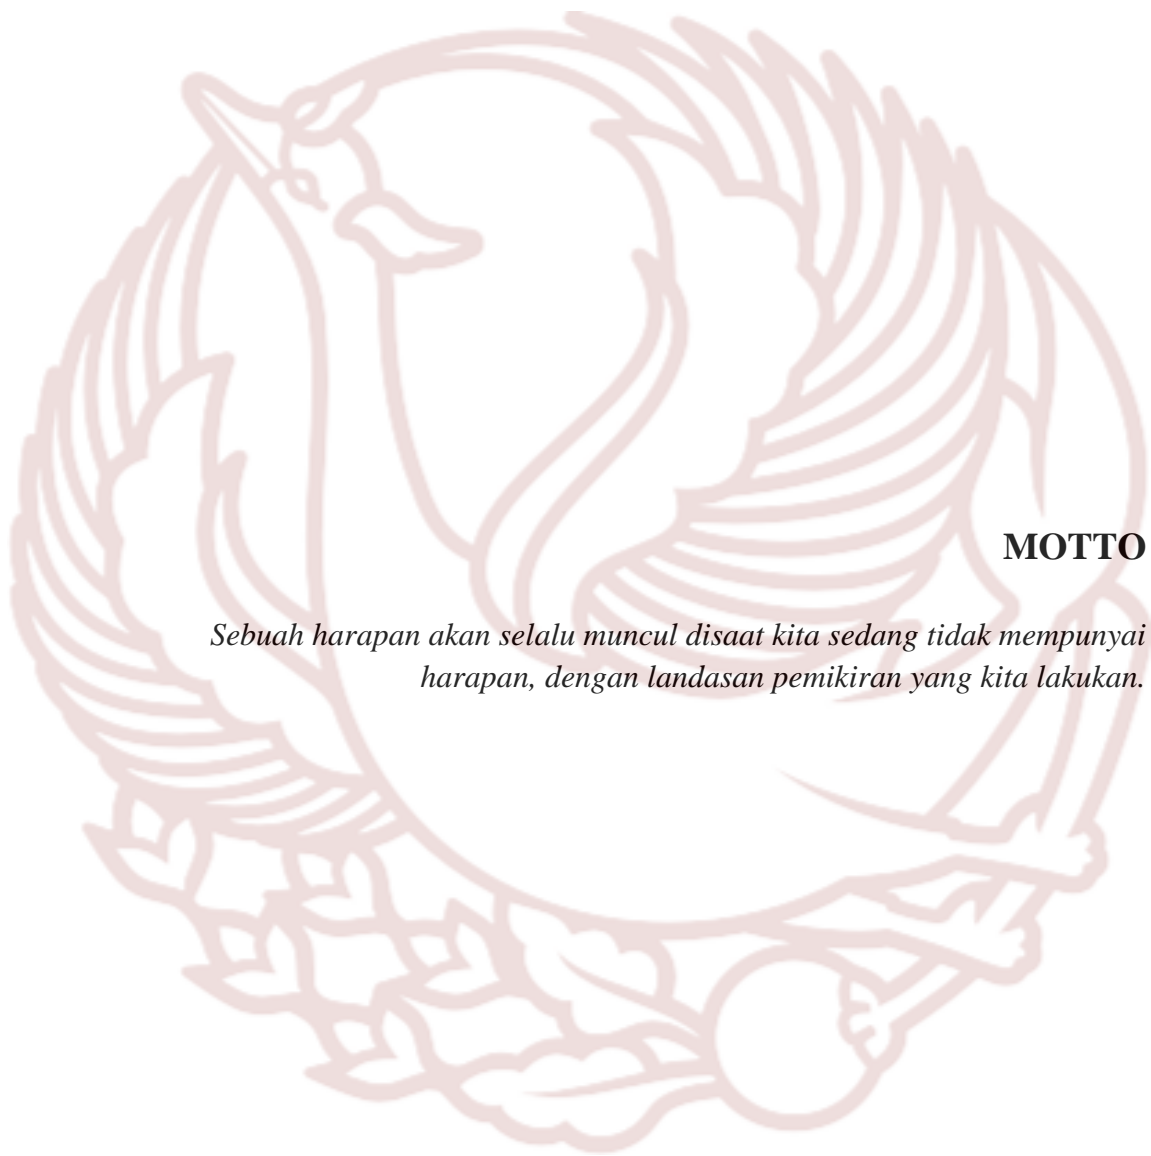 MOTTO
Sebuah harapan akan selalu muncul disaat kita sedang tidak mempunyai
harapan, dengan landasan pemikiran yang kita lakukan.